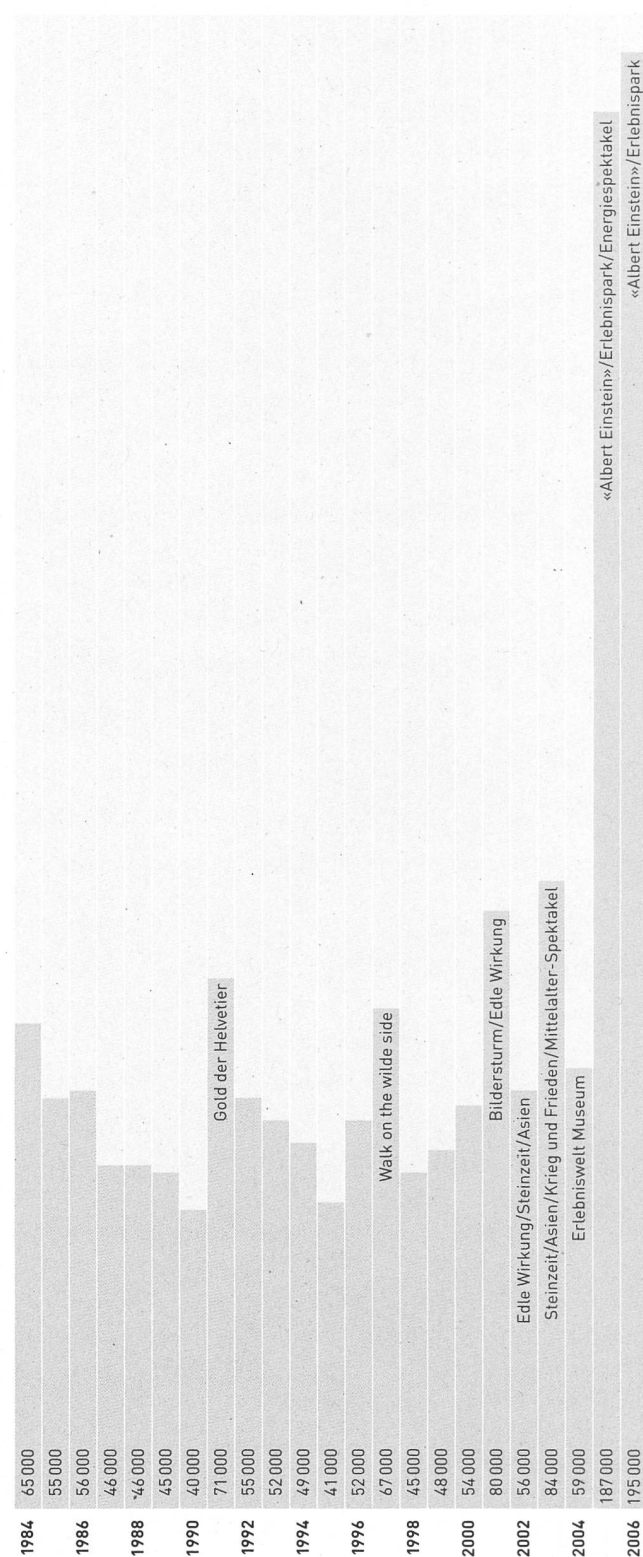 1984 65 000
55 000
1986 56 000
46 000
1988 46 000
45 000
1990 40 000
71 000 Gold der Helvetier
1992 55 000
52 000
1994 49 000
41 000
1996 52 000
67 000 Walk on the wilde side
1998 45 000
48 000
2000 54 000
80 000 Bildersturm/Edle Wirkung
2002 56 000 Edle Wirkung/Steinzeit/Asien
84 000 Steinzeit/Asien/Krieg und Frieden/Mittelalter-Spektakel
2004 59 000 Erlebniswelt Museum
187 000 «Albert Einstein»/Erlebnispark/Energiespektakel
2006 195 000 «Albert Einstein»/Erlebnispark